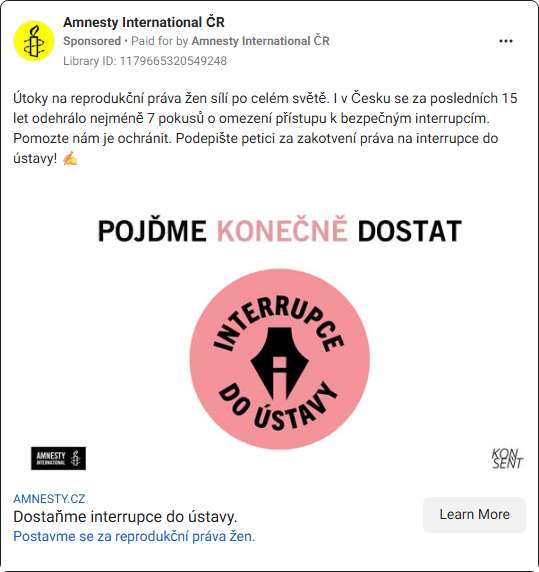 Amnesty International ČR
Sponsored • Paid for by Amnesty International ČR
Library ID: 1179665320549248
Útoky na reprodukční práva žen sílí po celém světě. I v Česku se za posledních 15
let odehrálo nejméně 7 pokusů o omezení přístupu k bezpečným interrupcím.
Pomozte nám je ochránit. Podepište petici za zakotvení práva na interrupce do
ústavy! ✍️
POJĎME KONEČNĚ DOSTAT
INTERRUPCE
DO ÚSTAVY
AMNESTY
INTERNATIONAL
KON
SENT
AMNESTY.CZ
Dostaňme interrupce do ústavy.
Postavme se za reprodukční práva žen.
Learn More